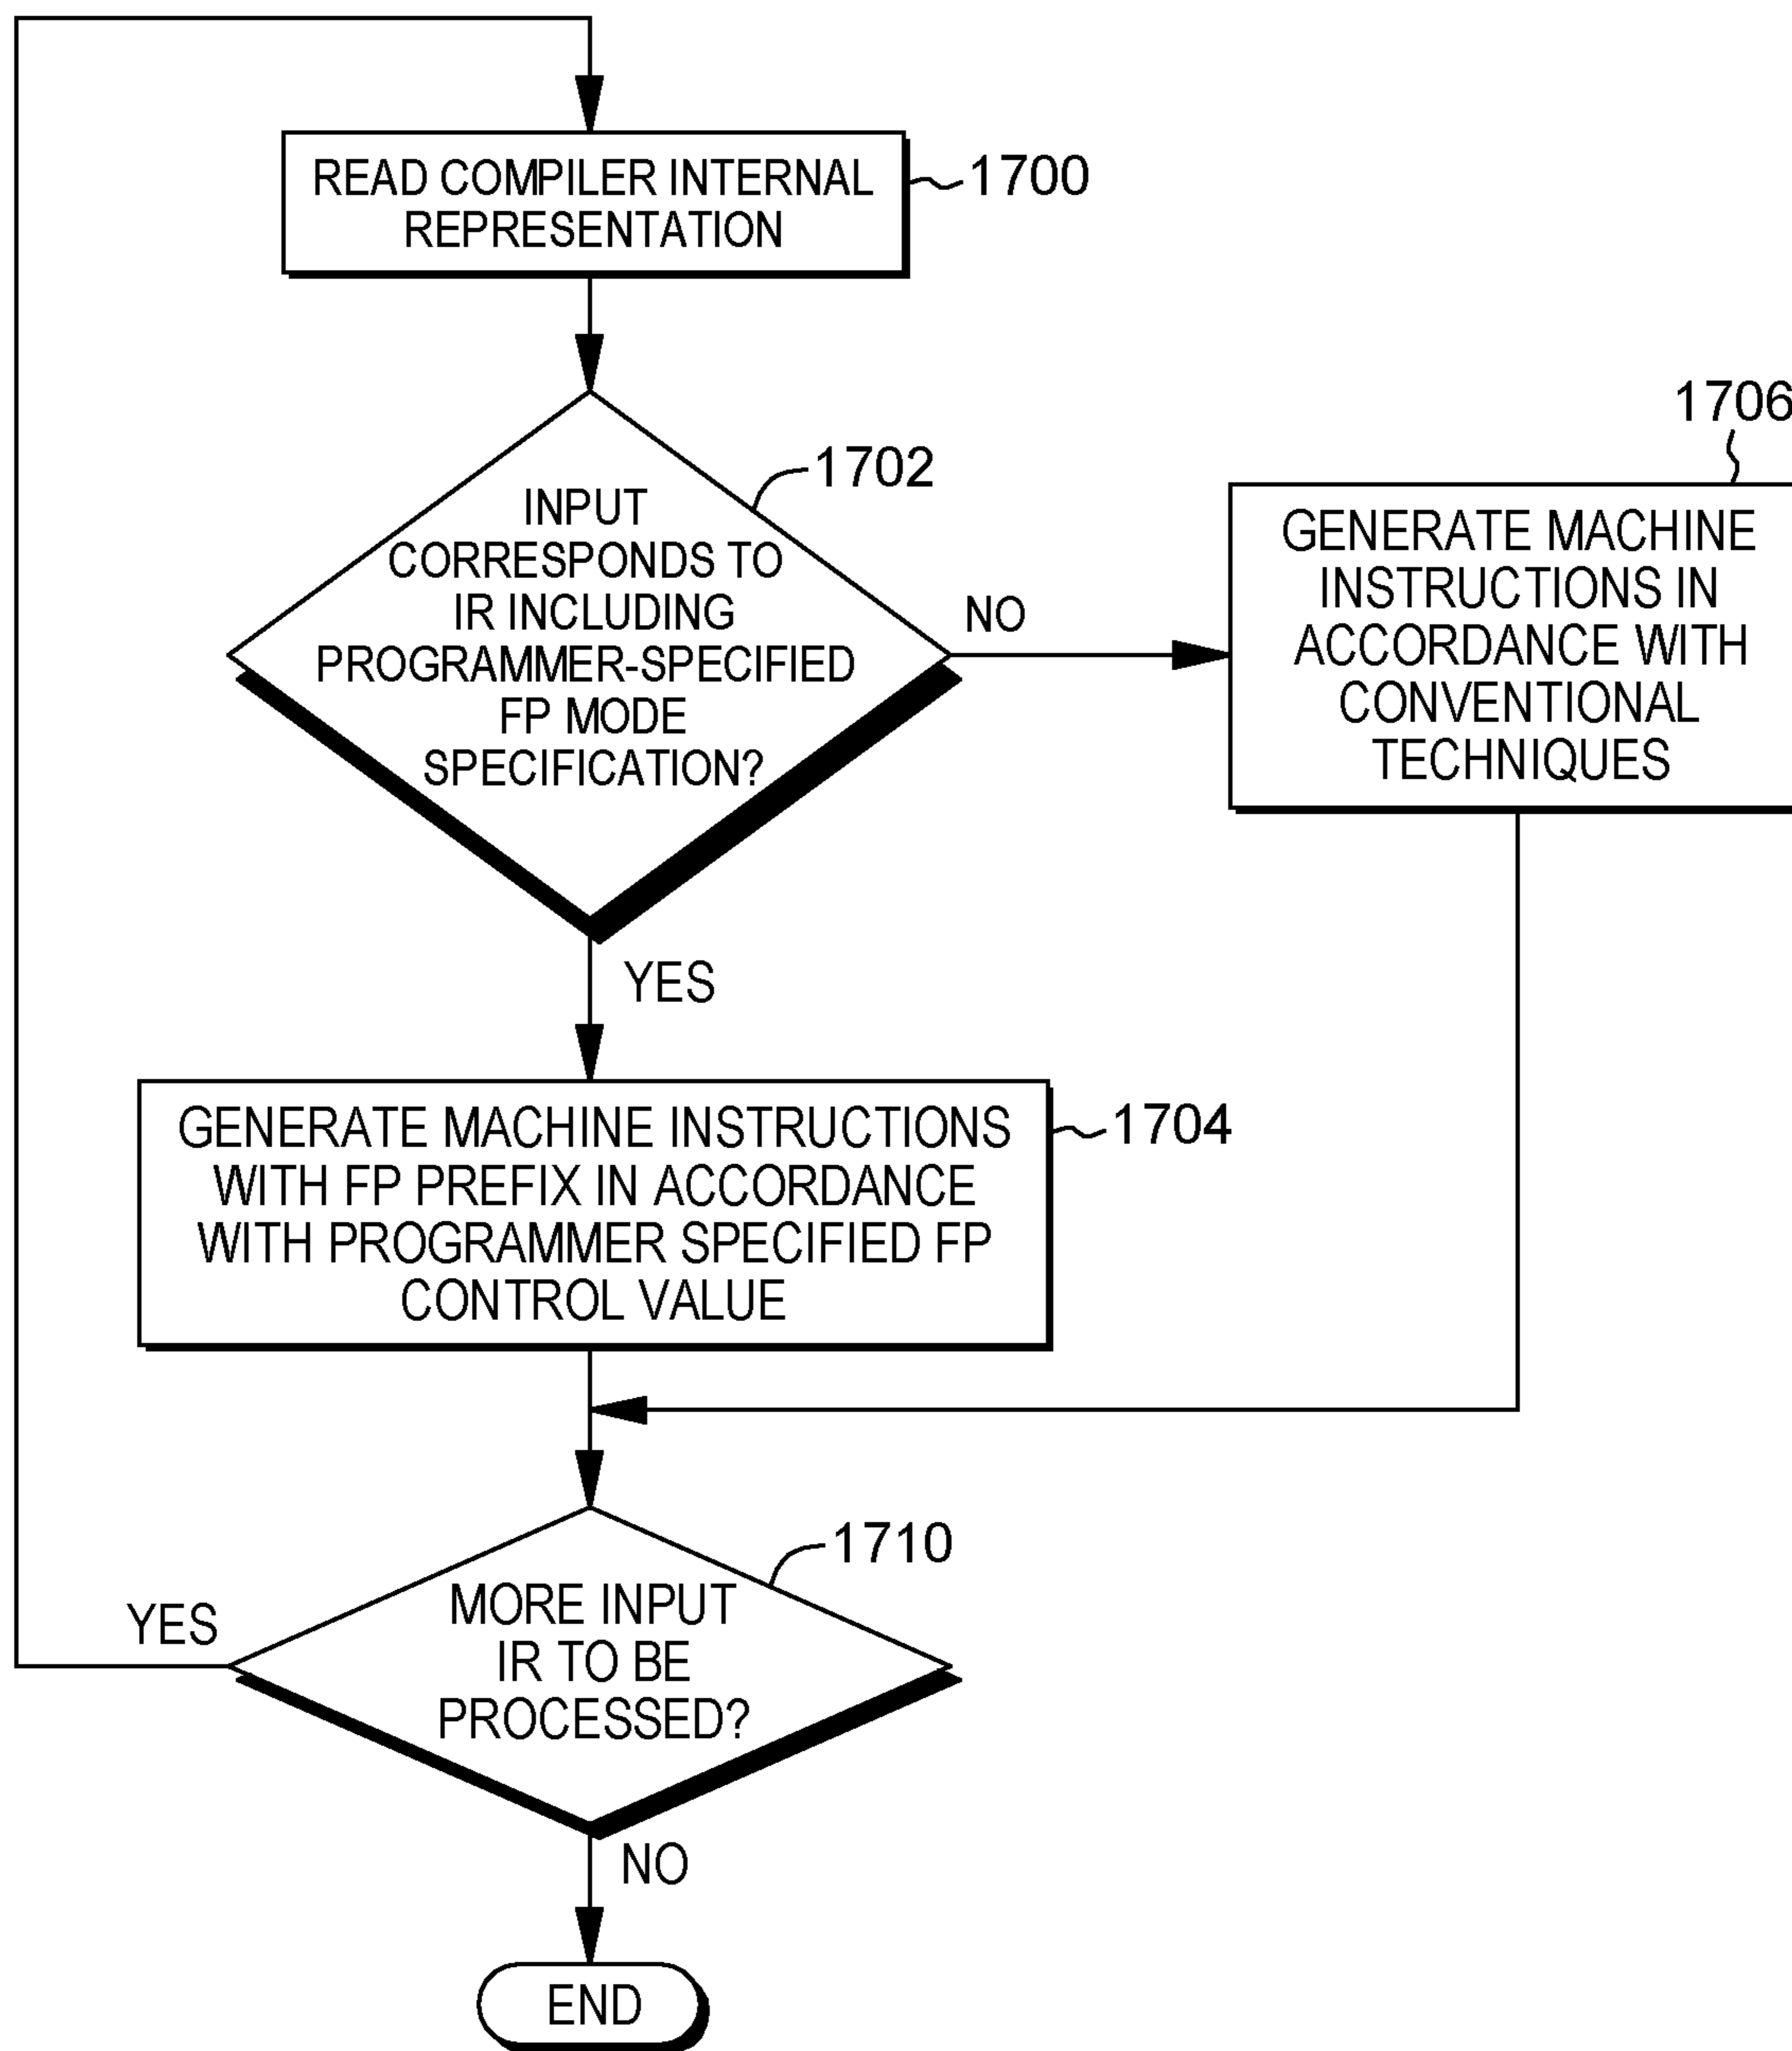 READ COMPILER INTERNAL
REPRESENTATION
1700
1702
INPUT
CORRESPONDS TO
IR INCLUDING
PROGRAMMER-SPECIFIED
FP MODE
SPECIFICATION?
NO
1706
GENERATE MACHINE
INSTRUCTIONS IN
ACCORDANCE WITH
CONVENTIONAL
TECHNIQUES
YES
GENERATE MACHINE INSTRUCTIONS
WITH FP PREFIX IN ACCORDANCE
WITH PROGRAMMER SPECIFIED FP
CONTROL VALUE
1704
1710
MORE INPUT
IR TO BE
PROCESSED?
YES
NO
END